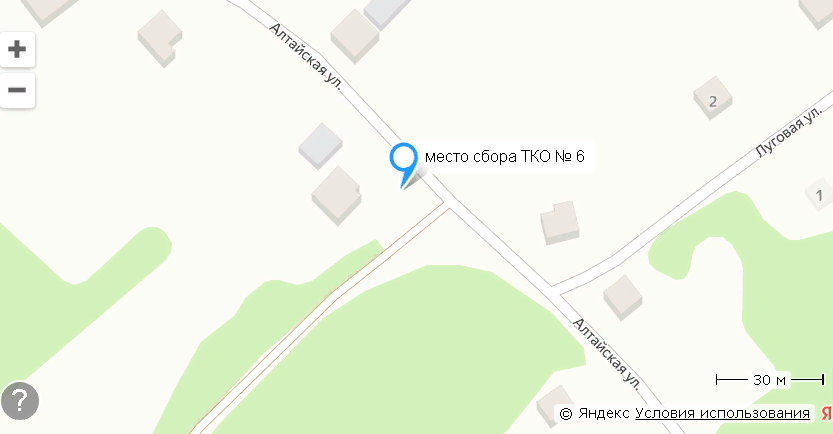 +
Алтайская ул.
2
Луговая ул.
место сбора ТКО № 6
1
−
Алтайская ул.
30 м
?
© Яндекс Условия использования Я